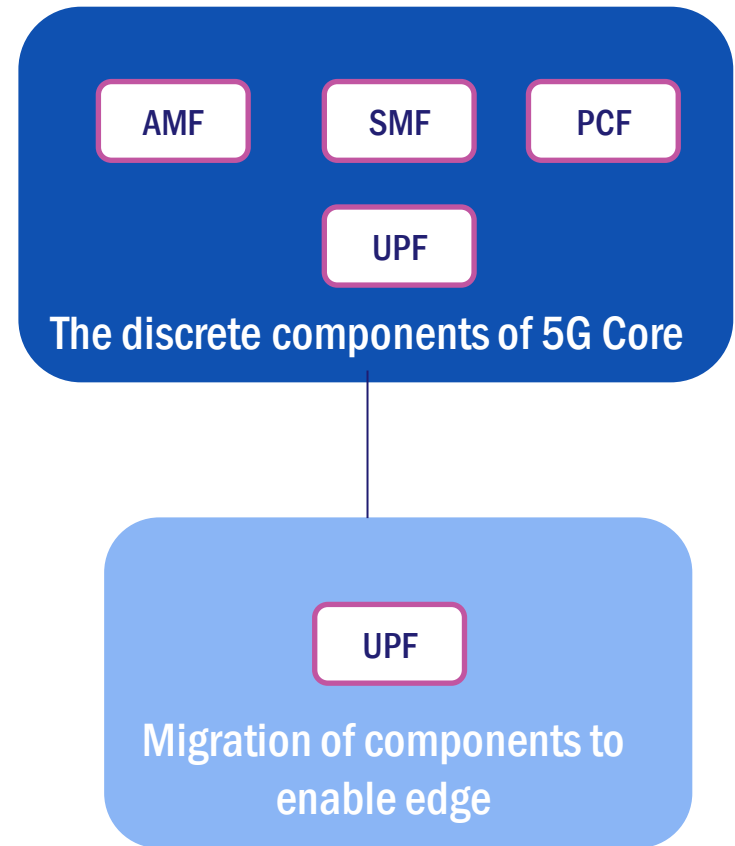 AMF SMF PCF
UPF
The discrete components of 5G Core
UPF
Migration of components to
enable edge